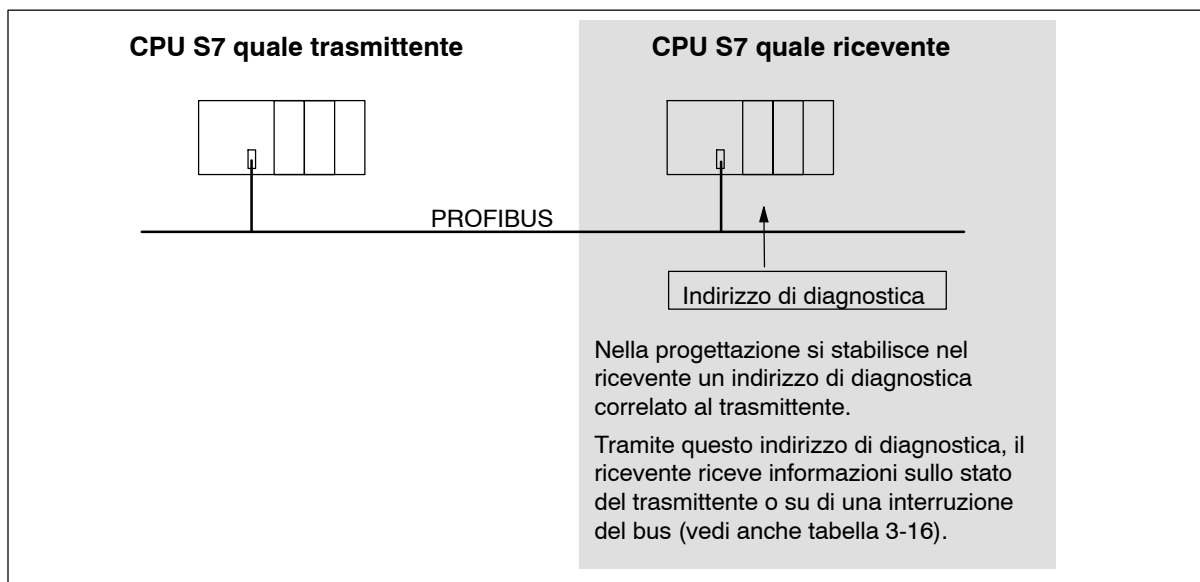 CPU S7 quale trasmittente
CPU S7 quale ricevente
PROFIBUS
Indirizzo di diagnostica
Nella progettazione si stabilisce nel
ricevente un indirizzo di diagnostica
correlato al trasmittente.
Tramite questo indirizzo di diagnostica, il
ricevente riceve informazioni sullo stato
del trasmittente o su di una interruzione
del bus (vedi anche tabella 3-16).